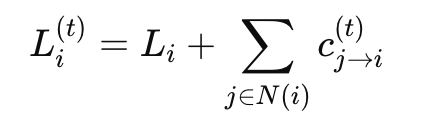 L_i^{(t)} = L_i + \sum_{j \in N(i)} c_{j \to i}^{(t)}